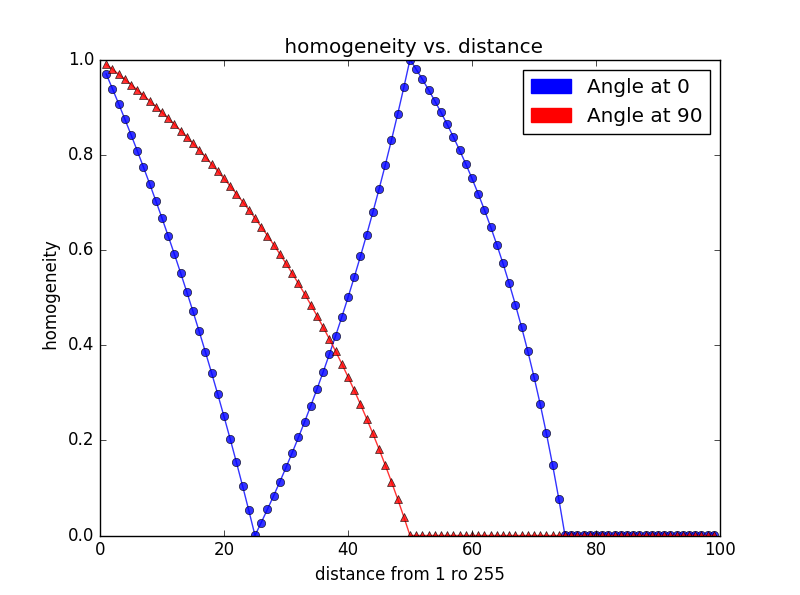 homogeneity vs. distance
1.0
0.8
0.6
0.4
0.2
0.0
homogeneity
Angle at 0
Angle at 90
0 20 40 60 80 100
distance from 1 ro 255